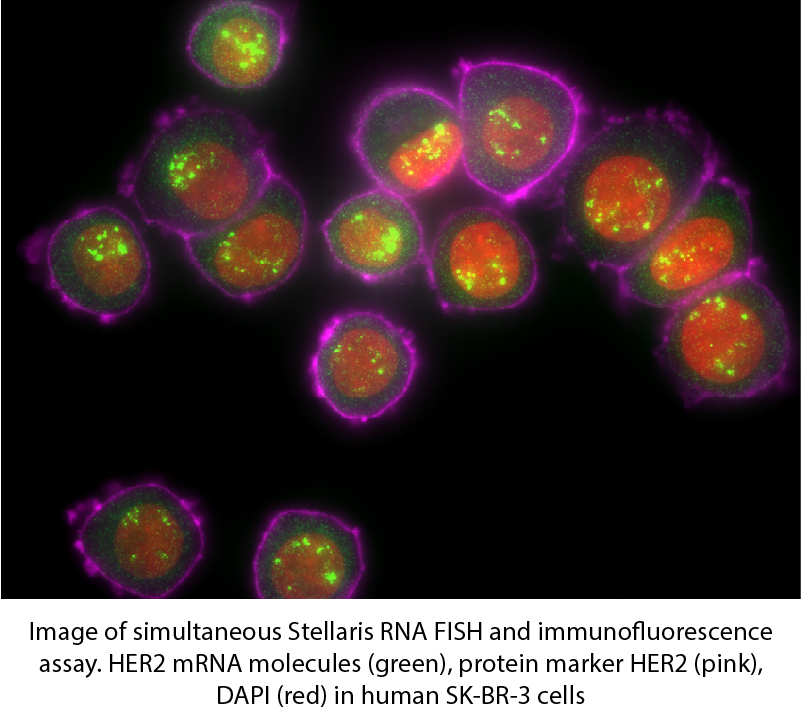 Image of simultaneous Stellaris RNA FISH and immunofluorescence
assay. HER2 mRNA molecules (green), protein marker HER2 (pink),
DAPI (red) in human SK-BR-3 cells